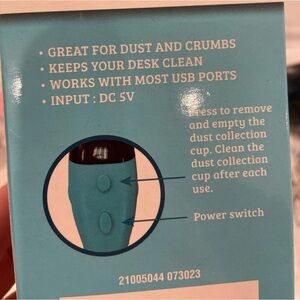 • GREAT FOR DUST AND CRUMBS
• KEEPS YOUR DESK CLEAN
• WORKS WITH MOST USB PORTS
• INPUT : DC 5V
Press to remove
and empty the
dust collection
cup. Clean the
dust collection
cup after each
use.
Power switch
21005044 073023